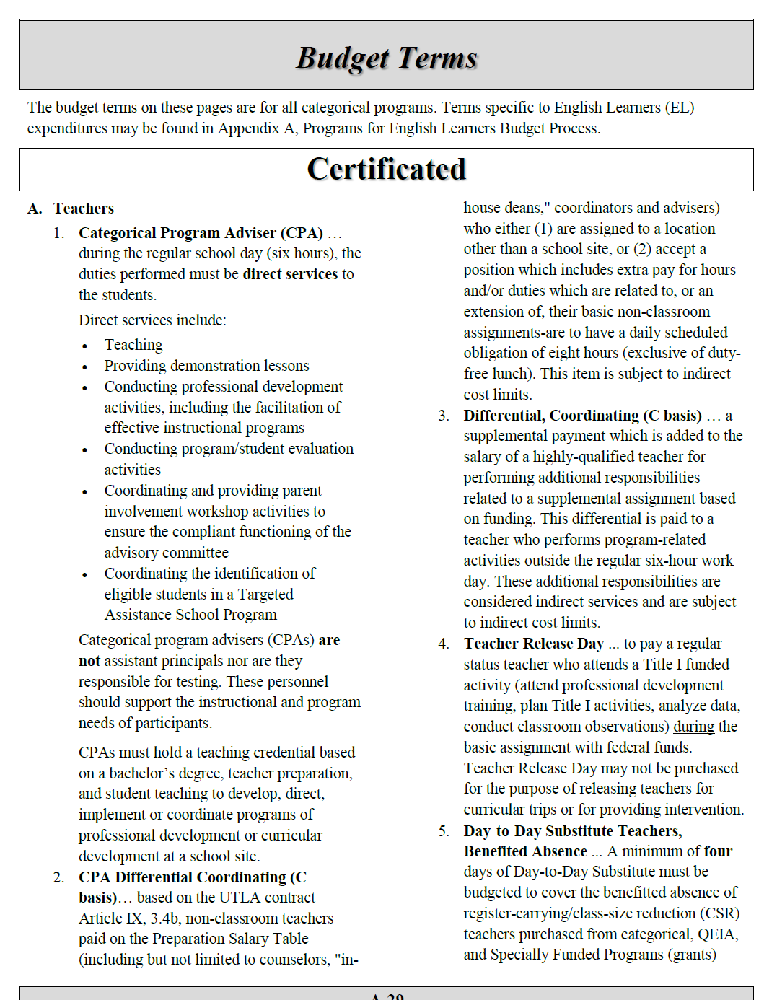 Budget Terms
The budget terms on these pages are for all categorical programs. Terms specific to English Learners (EL)
expenditures may be found in Appendix A, Programs for English Learners Budget Process.
Certificated
A. Teachers
1. Categorical Program Adviser (CPA) …
during the regular school day (six hours), the
duties performed must be direct services to
the students.
Direct services include:
• Teaching
• Providing demonstration lessons
• Conducting professional development
activities, including the facilitation of
effective instructional programs
• Conducting program/student evaluation
activities
• Coordinating and providing parent
involvement workshop activities to
ensure the compliant functioning of the
advisory committee
• Coordinating the identification of
eligible students in a Targeted
Assistance School Program
Categorical program advisers (CPAs) are
not assistant principals nor are they
responsible for testing. These personnel
should support the instructional and program
needs of participants.
CPAs must hold a teaching credential based
on a bachelor’s degree, teacher preparation,
and student teaching to develop, direct,
implement or coordinate programs of
professional development or curricular
development at a school site.
2. CPA Differential Coordinating (C
basis)… based on the UTLA contract
Article IX, 3.4b, non-classroom teachers
paid on the Preparation Salary Table
(including but not limited to counselors, "in-
house deans," coordinators and advisers)
who either (1) are assigned to a location
other than a school site, or (2) accept a
position which includes extra pay for hours
and/or duties which are related to, or an
extension of, their basic non-classroom
assignments-are to have a daily scheduled
obligation of eight hours (exclusive of duty-
free lunch). This item is subject to indirect
cost limits.
3. Differential, Coordinating (C basis) … a
supplemental payment which is added to the
salary of a highly-qualified teacher for
performing additional responsibilities
related to a supplemental assignment based
on funding. This differential is paid to a
teacher who performs program-related
activities outside the regular six-hour work
day. These additional responsibilities are
considered indirect services and are subject
to indirect cost limits.
4. Teacher Release Day ... to pay a regular
status teacher who attends a Title I funded
activity (attend professional development
training, plan Title I activities, analyze data,
conduct classroom observations) during the
basic assignment with federal funds.
Teacher Release Day may not be purchased
for the purpose of releasing teachers for
curricular trips or for providing intervention.
5. Day-to-Day Substitute Teachers,
Benefited Absence ... A minimum of four
days of Day-to-Day Substitute must be
budgeted to cover the benefitted absence of
register-carrying/class-size reduction (CSR)
teachers purchased from categorical, QEIA,
and Specially Funded Programs (grants)
A-29